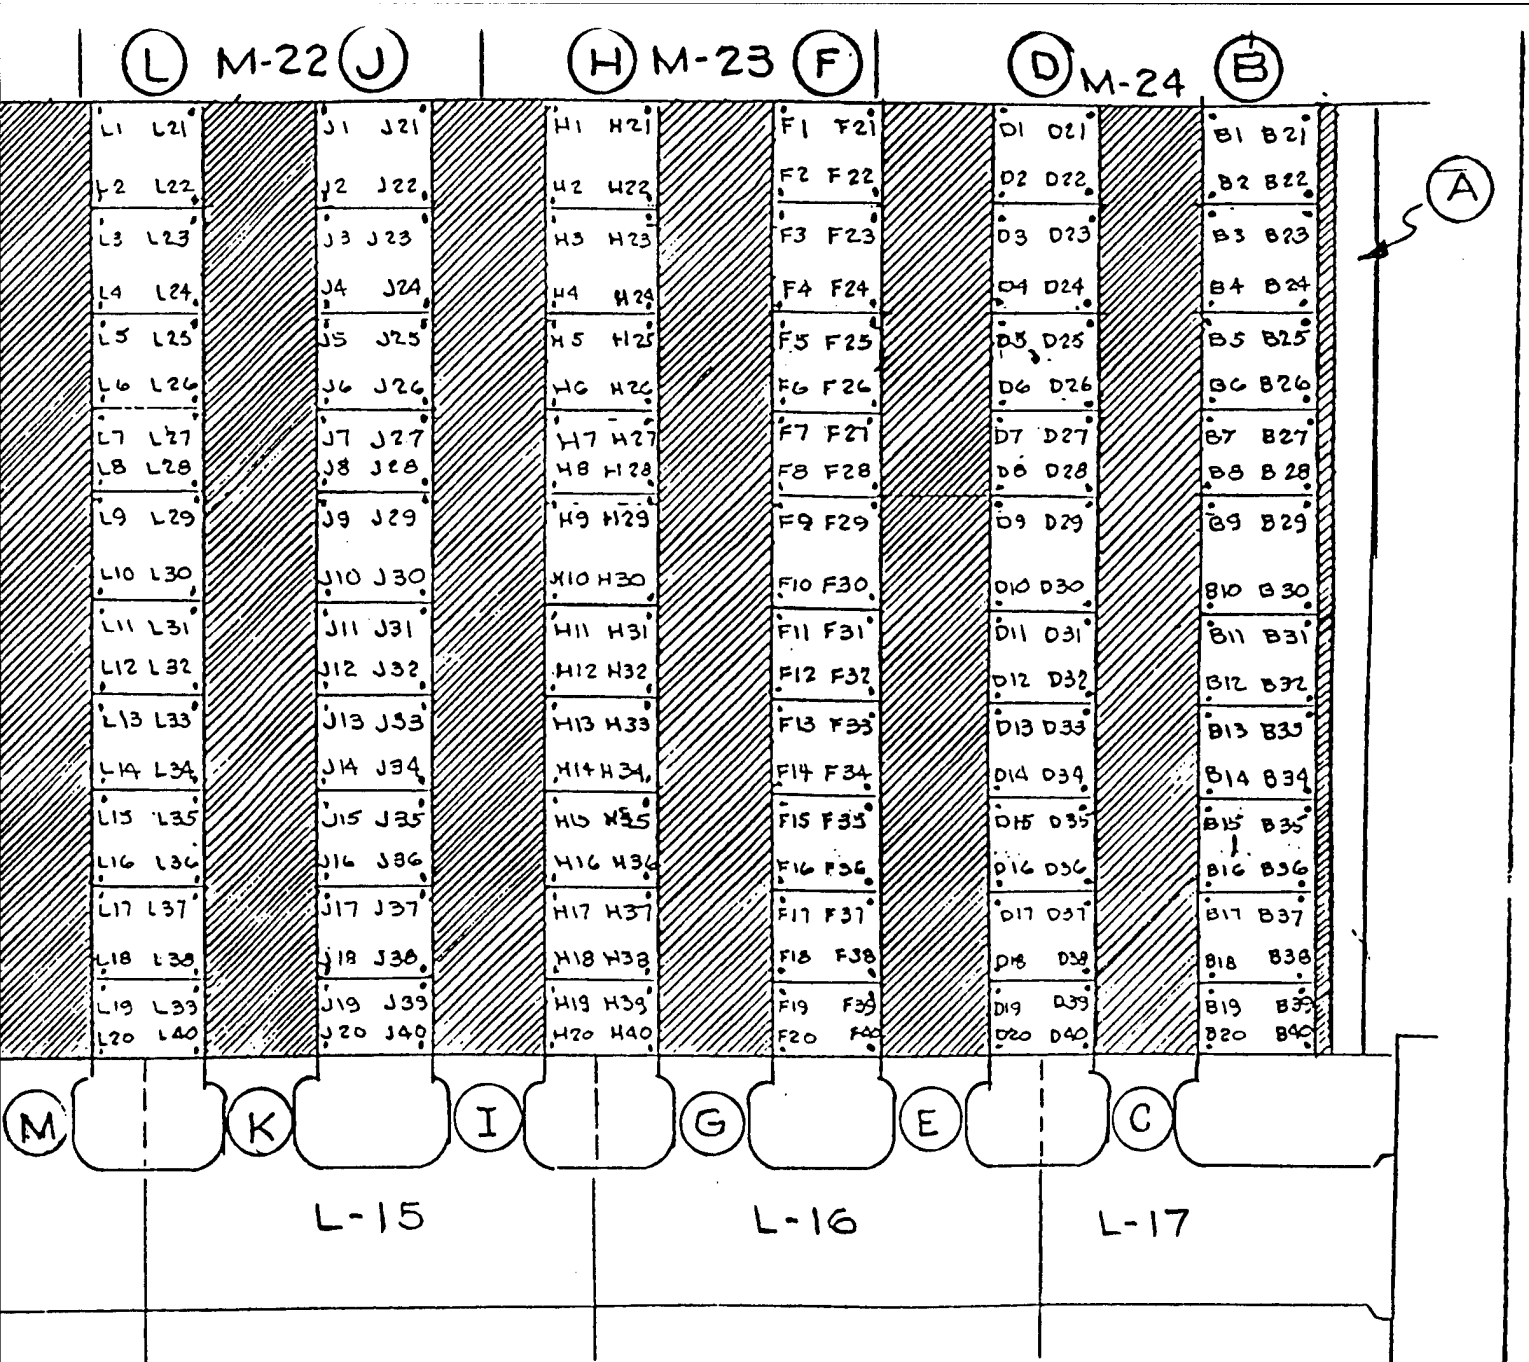 L M-22 J H M-23 F D M-24 B
L1 L21 J1 J21 H1 H21 F1 F21 D1 D21 B1 B21
A
L2 L22 J2 J22 H2 H22 F2 F22 D2 D22 B2 B22
L3 L23 J3 J23 H3 H23 F3 F23 D3 D23 B3 B23
L4 L24 J4 J24 H4 H24 F4 F24 D4 D24 B4 B24
L5 L25 J5 J25 H5 H25 F5 F25 D5 D25 B5 B25
L6 L26 J6 J26 H6 H26 F6 F26 D6 D26 B6 B26
L7 L27 J7 J27 H7 H27 F7 F27 D7 D27 B7 B27
L8 L28 J8 J28 H8 H28 F8 F28 D8 D28 B8 B28
L9 L29 J9 J29 H9 H29 F9 F29 D9 D29 B9 B29
L10 L30 J10 J30 H10 H30 F10 F30 D10 D30 B10 B30
L11 L31 J11 J31 H11 H31 F11 F31 D11 D31 B11 B31
L12 L32 J12 J32 H12 H32 F12 F32 D12 D32 B12 B32
L13 L33 J13 J33 H13 H33 F13 F33 D13 D33 B13 B33
L14 L34 J14 J34 H14 H34 F14 F34 D14 D34 B14 B34
L15 L35 J15 J35 H15 H35 F15 F35 D15 D35 B15 B35
L16 L36 J16 J36 H16 H36 F16 F36 D16 D36 B16 B36
L17 L37 J17 J37 H17 H37 F17 F37 D17 D37 B17 B37
L18 L38 J18 J38 H18 H38 F18 F38 D18 D38 B18 B38
L19 L39 J19 J39 H19 H39 F19 F39 D19 D39 B19 B39
L20 L40 J20 J40 H20 H40 F20 F40 D20 D40 B20 B40
M K I G E C
L-15 L-16 L-17